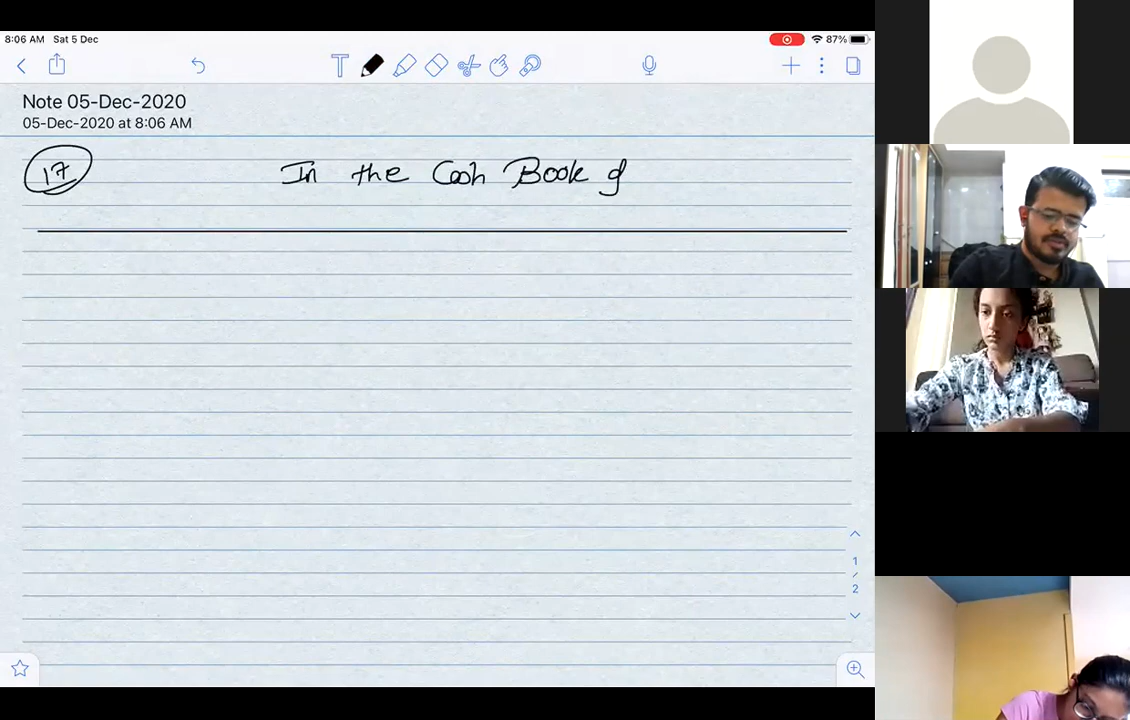 8:06 AM Sat 5 Dec 87%
Note 05-Dec-2020
05-Dec-2020 at 8:06 AM
17 In the Cash Book of
1
/
2